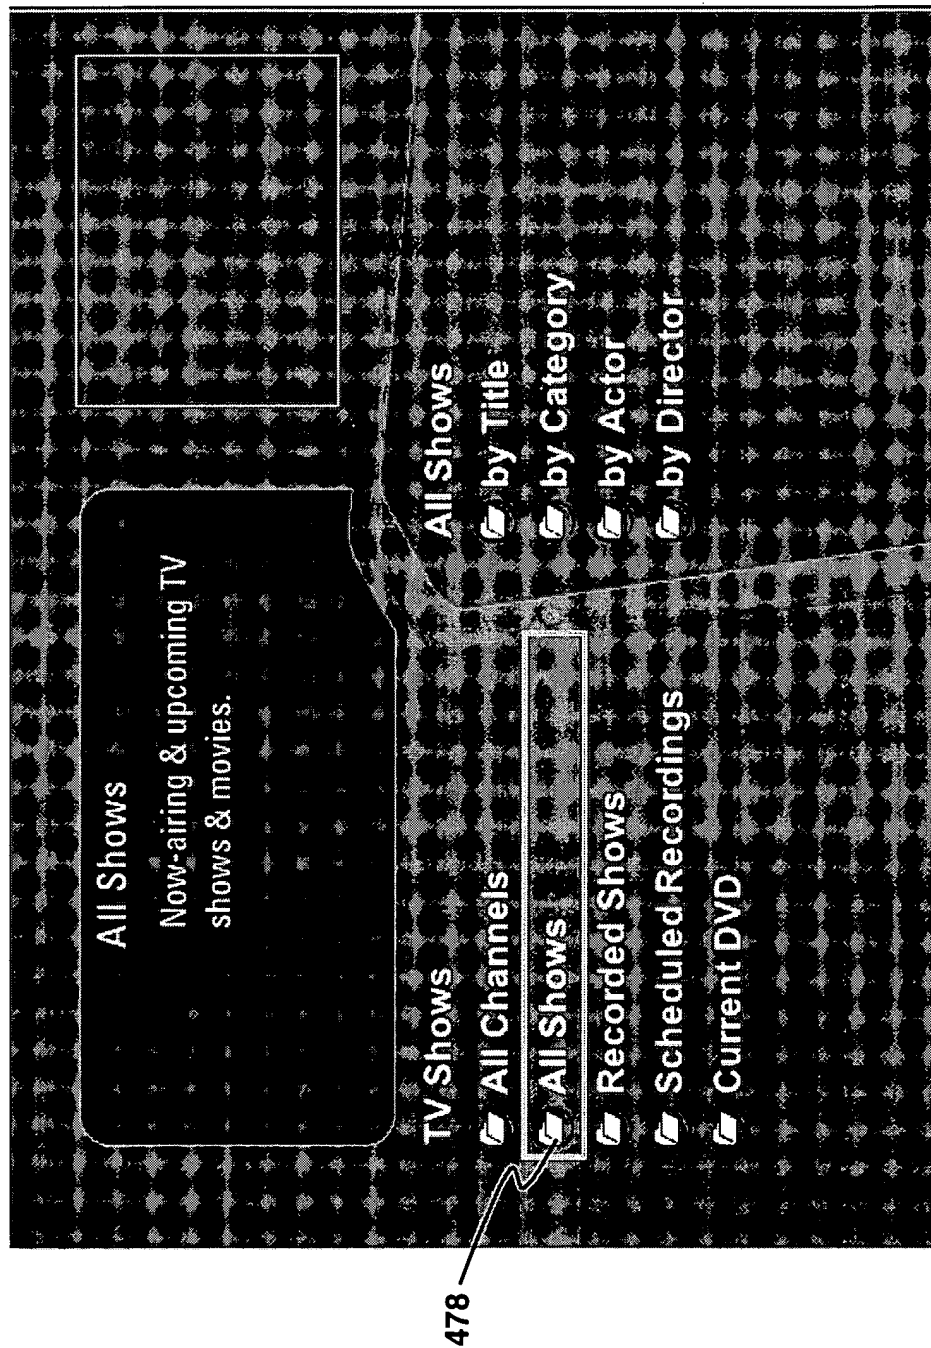 All Shows
Now-airing & upcoming TV
shows & movies.
TV Shows
All Channels
All Shows
Recorded Shows
Scheduled Recordings
Current DVD
All Shows
by Title
by Category
by Actor
by Director
478